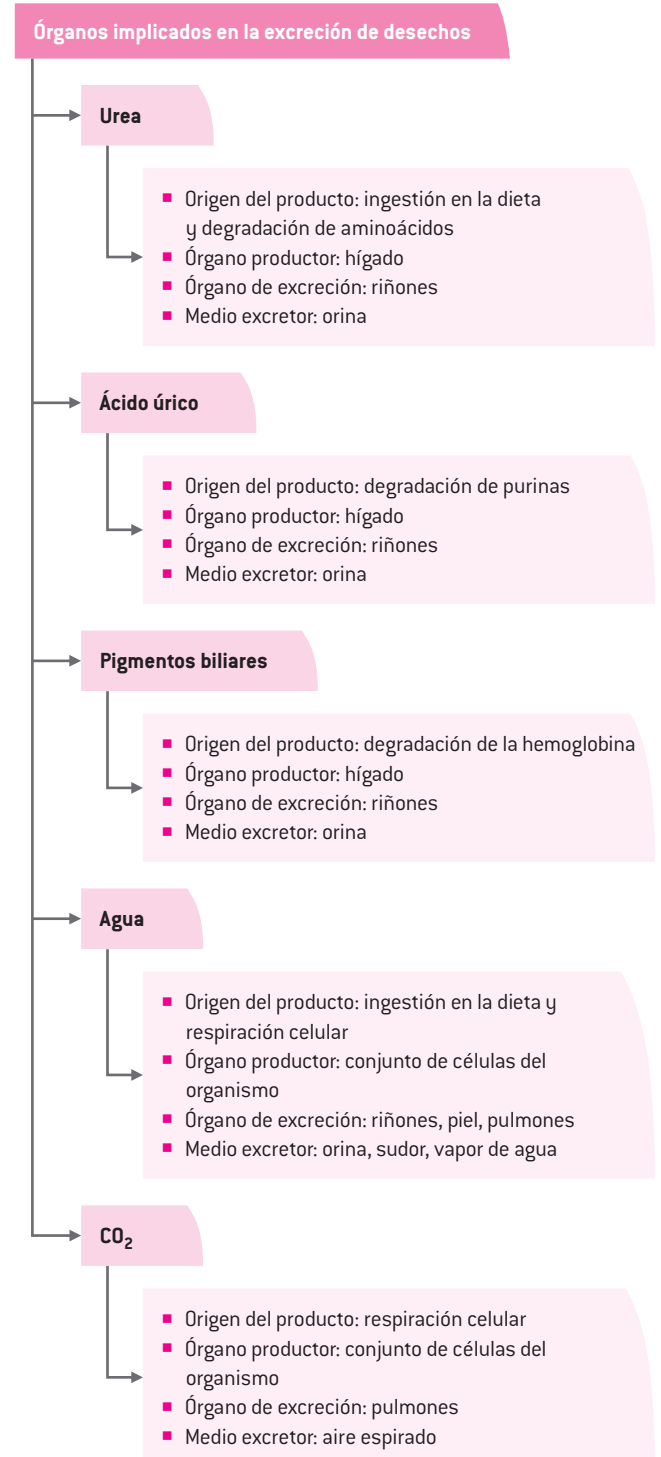 Órganos implicados en la excreción de desechos
Urea
■ Origen del producto: ingestión en la dieta
y degradación de aminoácidos
■ Órgano productor: hígado
■ Órgano de excreción: riñones
■ Medio excretor: orina
Ácido úrico
■ Origen del producto: degradación de purinas
■ Órgano productor: hígado
■ Órgano de excreción: riñones
■ Medio excretor: orina
Pigmentos biliares
■ Origen del producto: degradación de la hemoglobina
■ Órgano productor: hígado
■ Órgano de excreción: riñones
■ Medio excretor: orina
Agua
■ Origen del producto: ingestión en la dieta y
respiración celular
■ Órgano productor: conjunto de células del
organismo
■ Órgano de excreción: riñones, piel, pulmones
■ Medio excretor: orina, sudor, vapor de agua
CO₂
■ Origen del producto: respiración celular
■ Órgano productor: conjunto de células del
organismo
■ Órgano de excreción: pulmones
■ Medio excretor: aire espirado